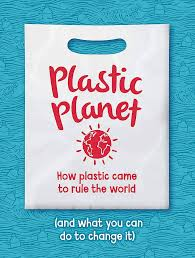 Plastic
Planet
How plastic came
to rule the world
(and what you can
do to change it)